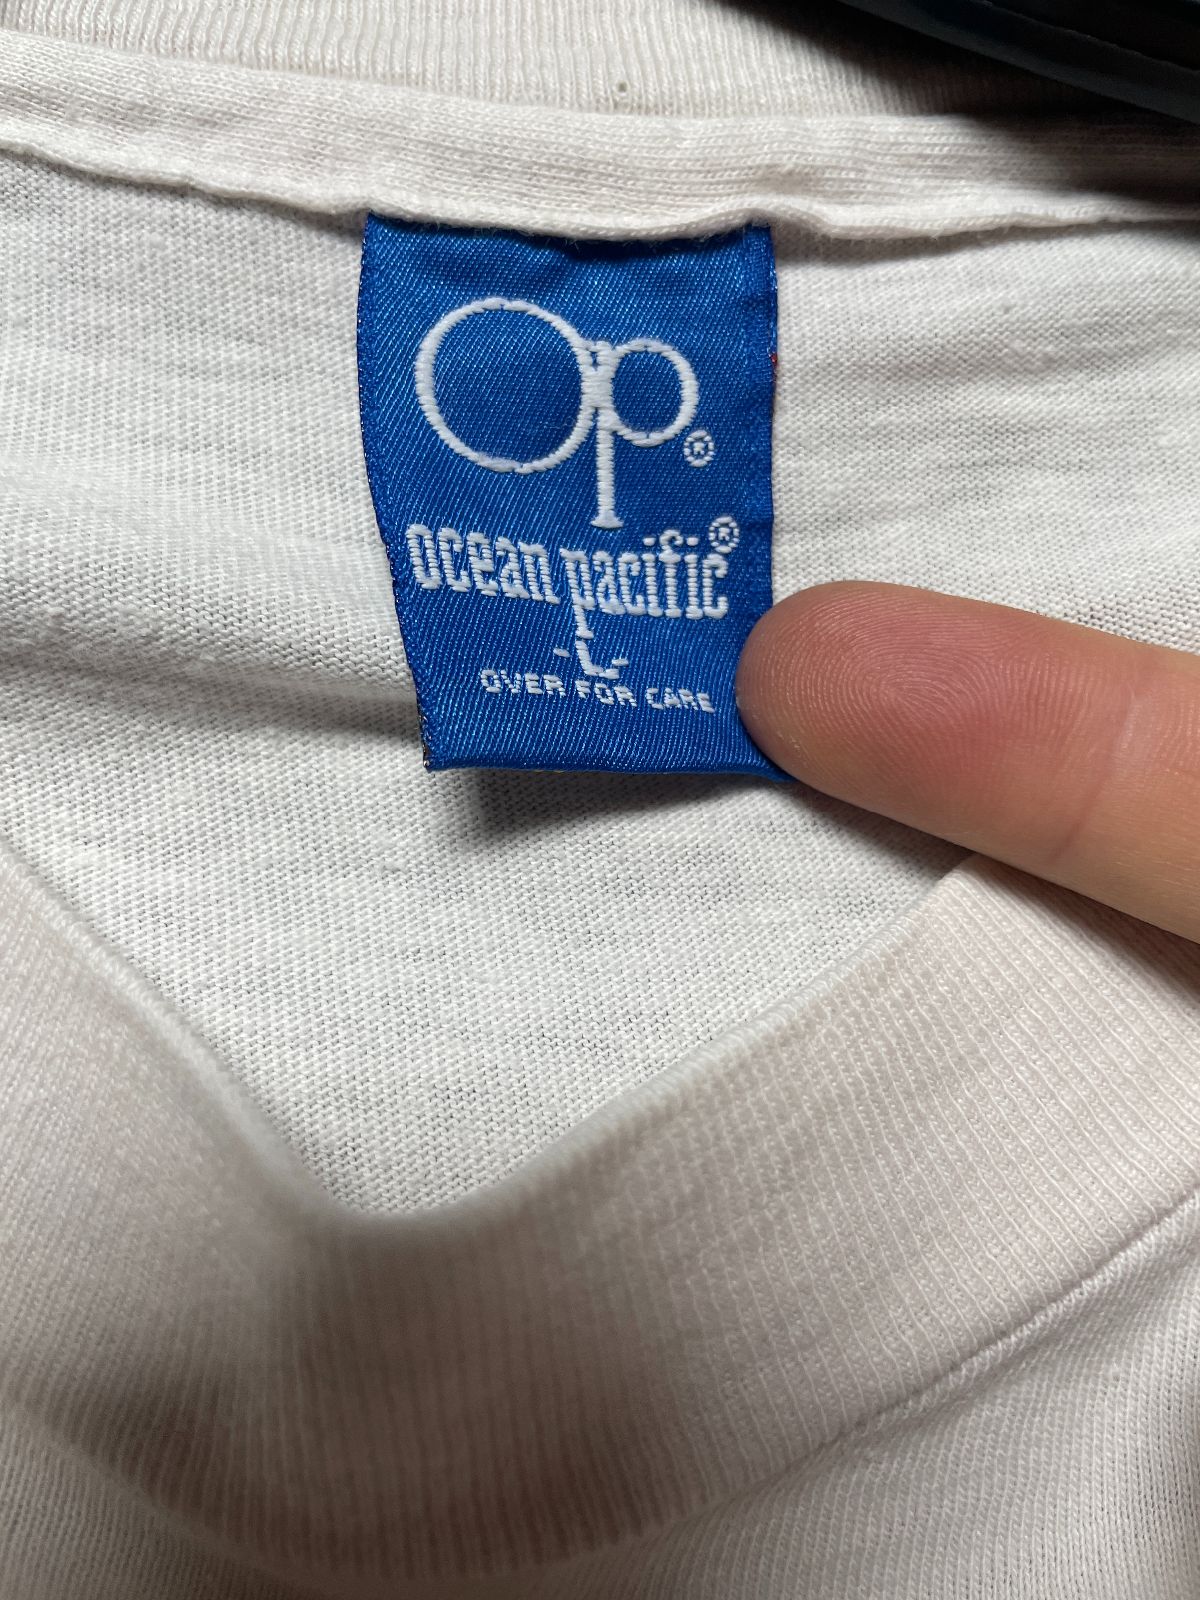 Op®
ocean pacific®
-L-
OVER FOR CARE